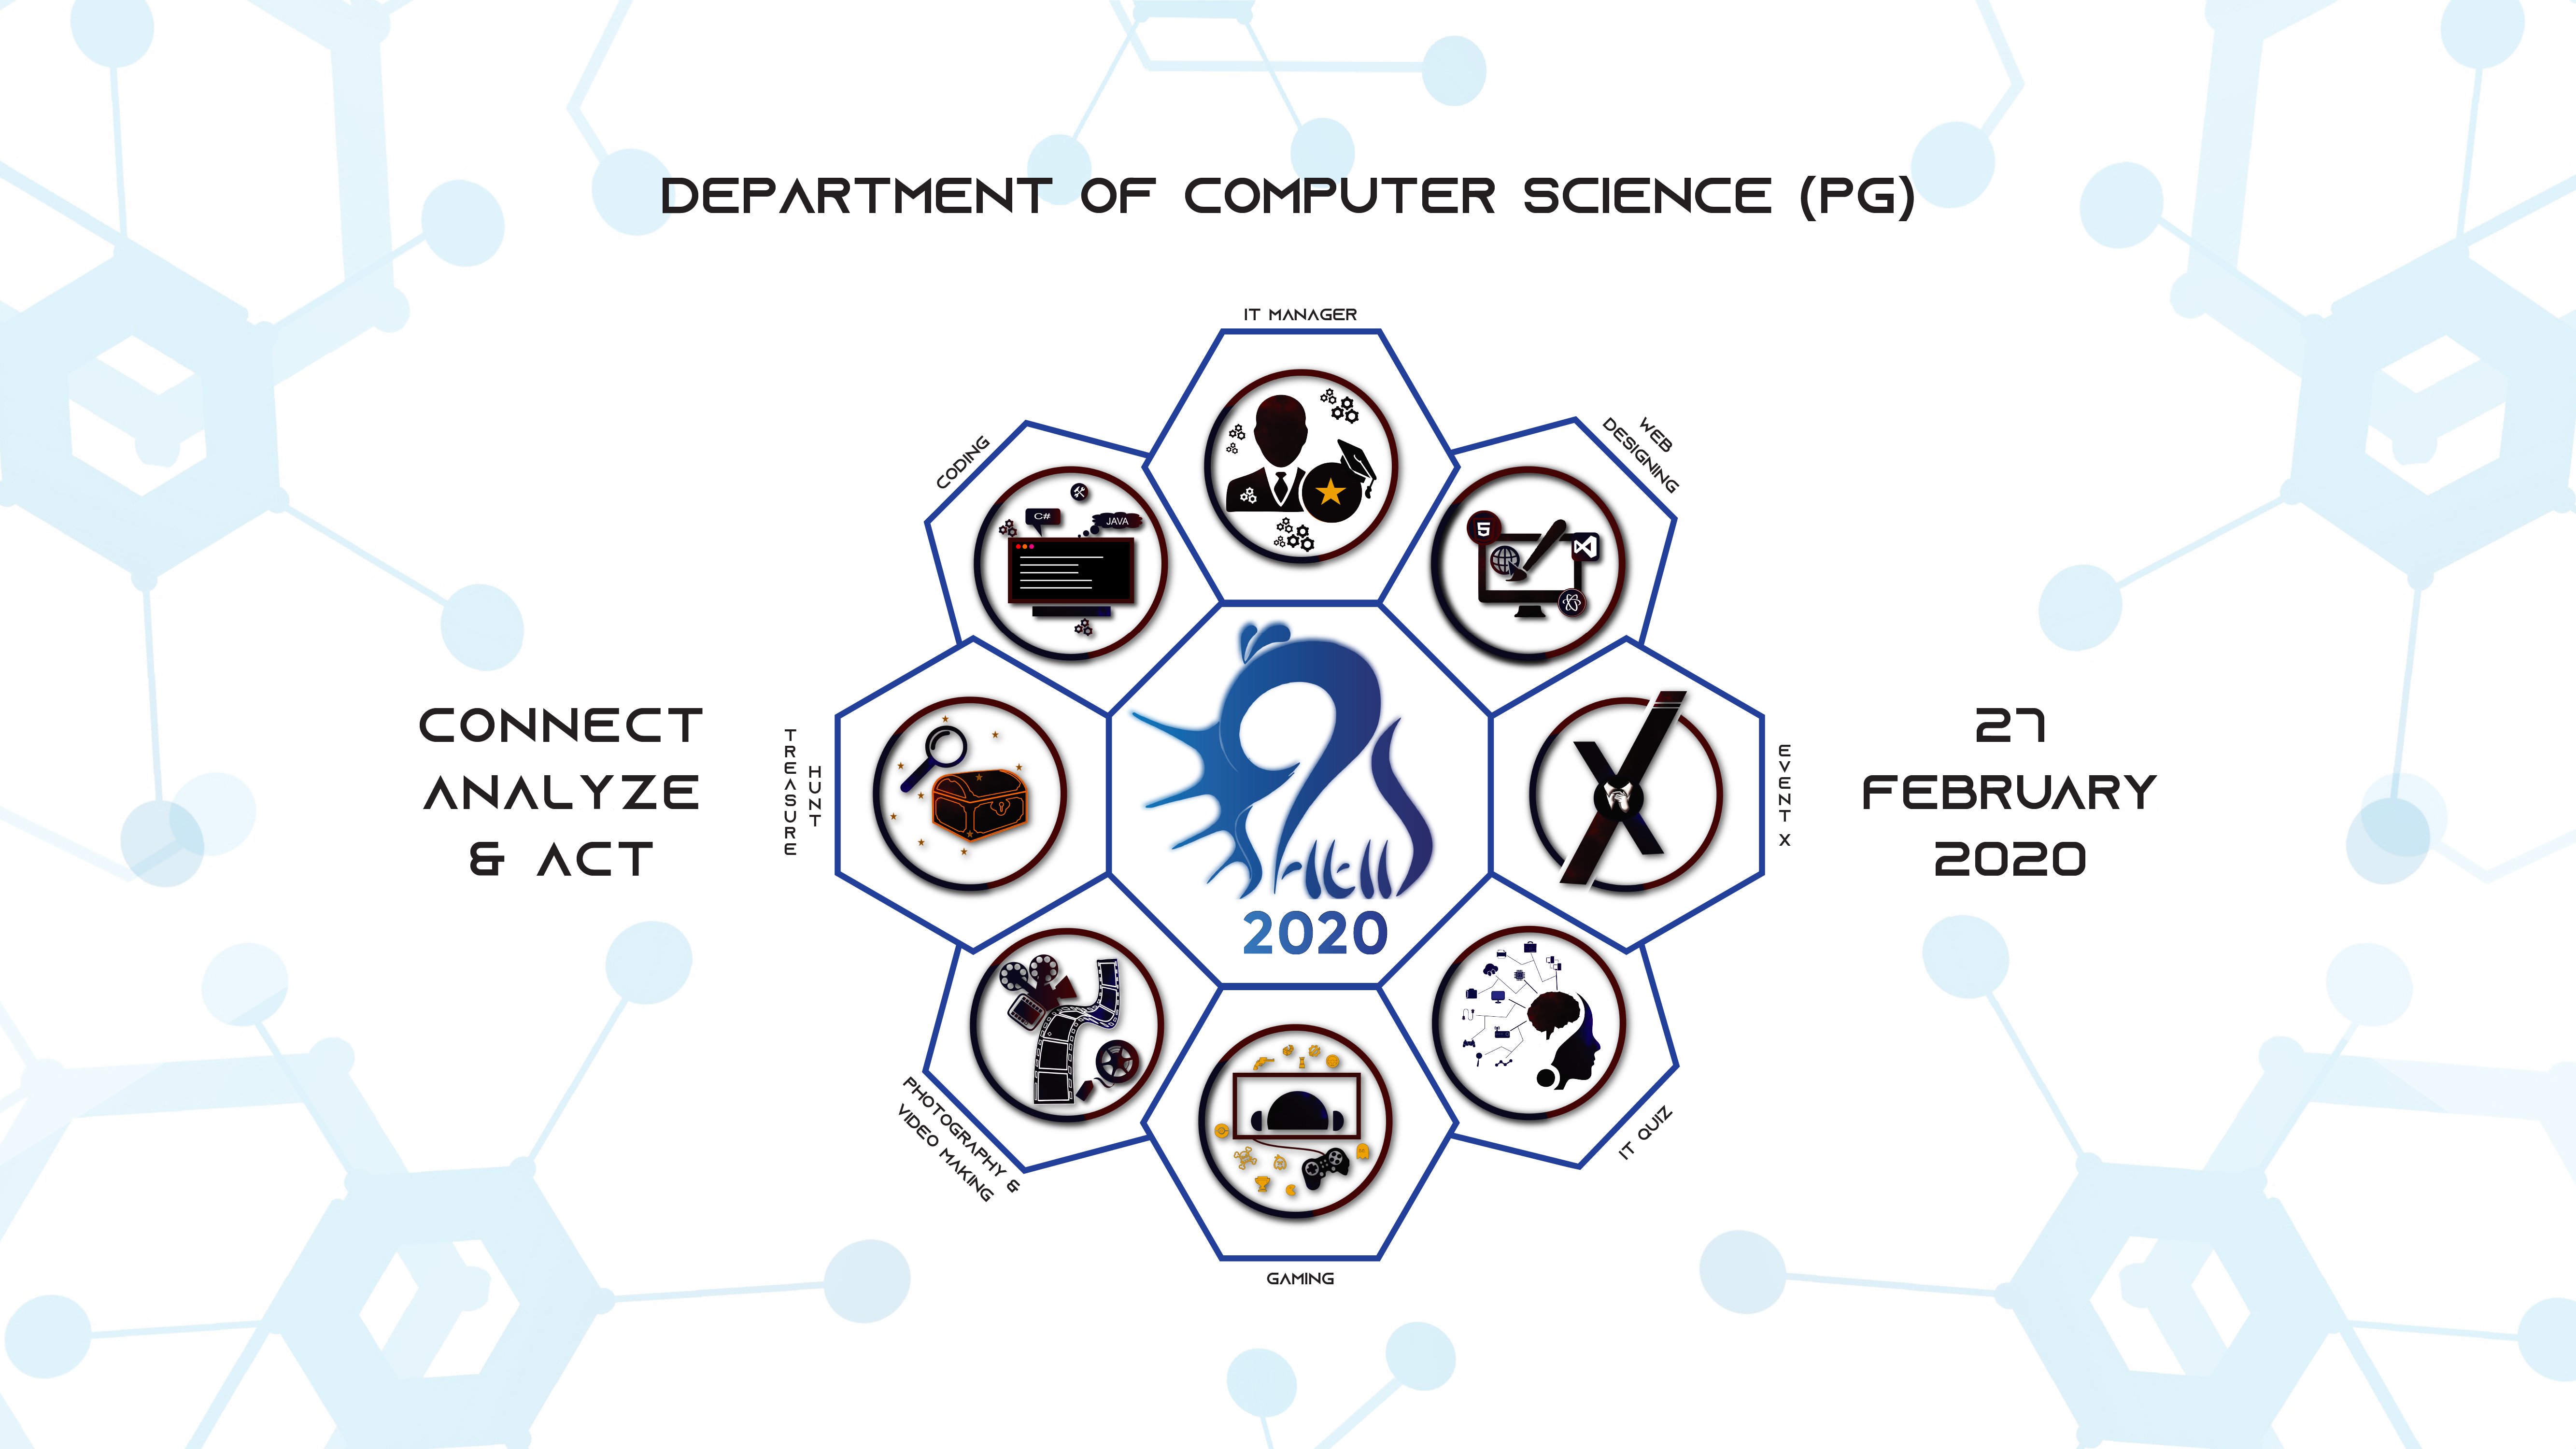 DEPARTMENT OF COMPUTER SCIENCE (PG)
IT MANAGER
WEB
DESIGNING
CODING
C#
JAVA
5
CONNECT
ANALYZE
& ACT
TREASURE
HUNT
2020
EVENT X
27
FEBRUARY
2020
PHOTOGRAPHY &
VIDEO MAKING
IT QUIZ
GAMING